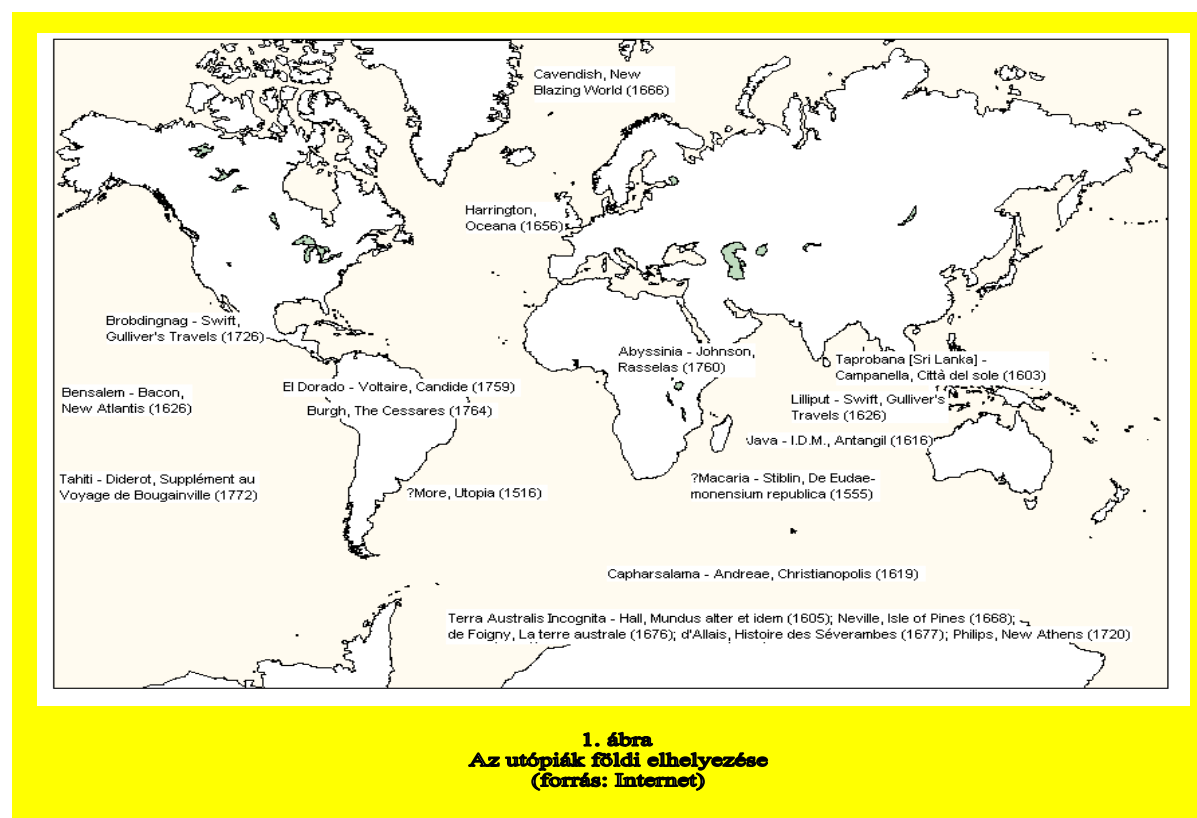 Cavendish, New
Blazing World (1666)
Harrington,
Oceana (1656)
Brobdingnag - Swift,
Gulliver's Travels (1726)
Abyssinia - Johnson,
Rasselas (1760)
Taprobana [Sri Lanka] -
Campanella, Città del sole (1603)
Bensalem - Bacon,
New Atlantis (1626)
El Dorado - Voltaire, Candide (1759)
Burgh, The Cessares (1764)
Lilliput - Swift, Gulliver's
Travels (1626)
Java - I.D.M., Antangil (1616)
Tahiti - Diderot, Supplément au
Voyage de Bougainville (1772)
?More, Utopia (1516)
?Macaria - Stiblin, De Eudae-
monensium republica (1555)
Capharsalama - Andreae, Christianopolis (1619)
Terra Australis Incognita - Hall, Mundus alter et idem (1605); Neville, Isle of Pines (1668);
de Foigny, La terre australe (1676); d'Allais, Histoire des Séverambes (1677); Philips, New Athens (1720)
1. ábra
Az utópiák földi elhelyezése
(forrás: Internet)